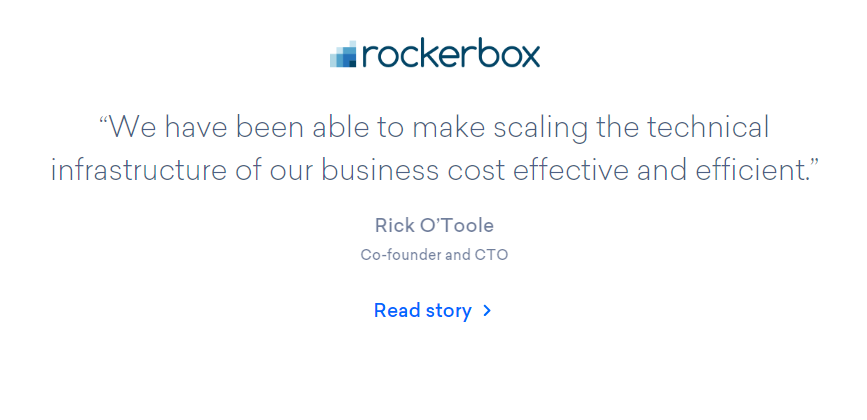 rockerbox
“We have been able to make scaling the technical
infrastructure of our business cost effective and efficient.”
Rick O’Toole
Co-founder and CTO
Read story